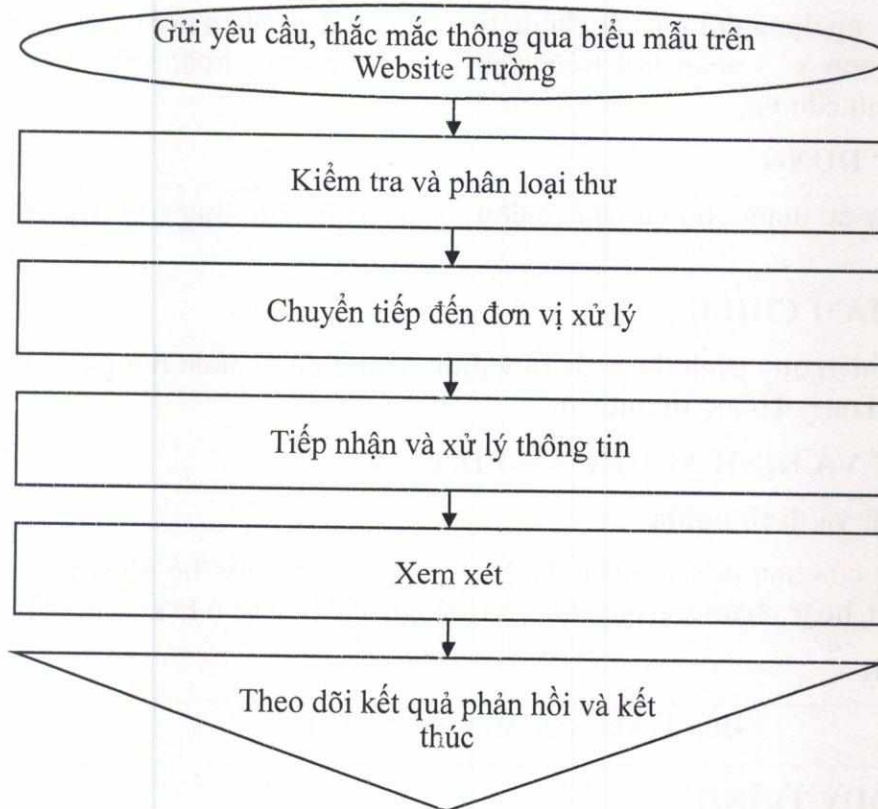 Gửi yêu cầu, thắc mắc thông qua biểu mẫu trên
Website Trường
Kiểm tra và phân loại thư
Chuyển tiếp đến đơn vị xử lý
Tiếp nhận và xử lý thông tin
Xem xét
Theo dõi kết quả phản hồi và kết
thúc